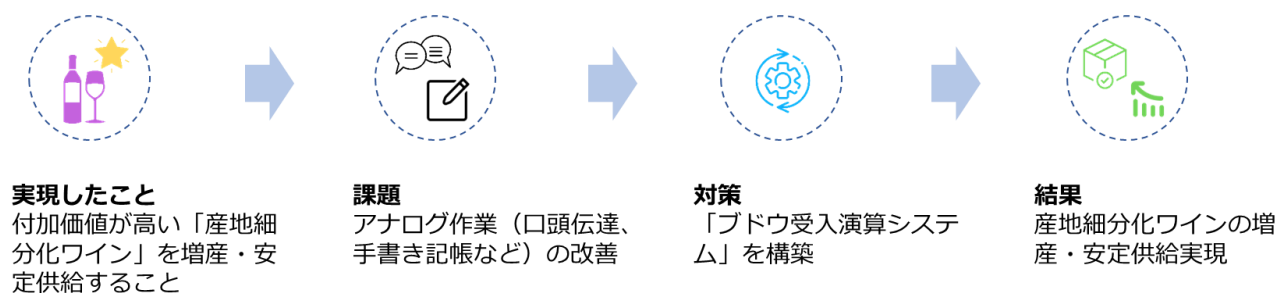 実現したこと
付加価値が高い「産地細
分化ワイン」を増産・安
定供給すること
課題
アナログ作業（口頭伝達、
手書き記帳など）の改善
対策
「ブドウ受入演算システ
ム」を構築
結果
産地細分化ワインの増
産・安定供給実現